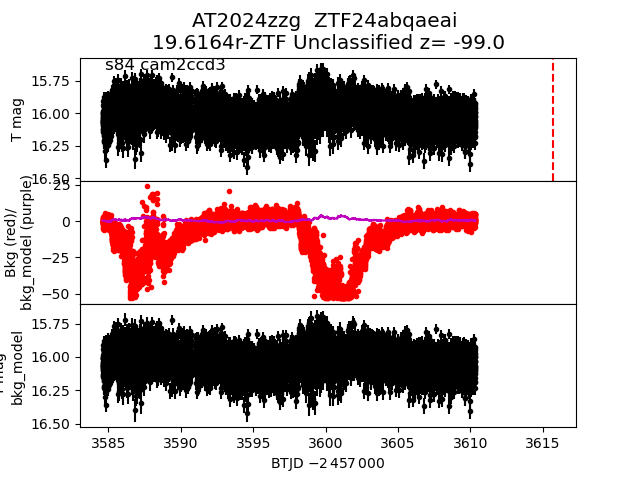 AT2024zzg  ZTF24abqaeai
19.6164r-ZTF Unclassified z= -99.0
s84 cam2ccd3
T mag
15.75
16.00
16.25
16.50
Bkg (red)/
bkg_model (purple)
25
0
−25
−50
bkg_model
15.75
16.00
16.25
16.50
3585 3590 3595 3600 3605 3610 3615
BTJD −2 457 000